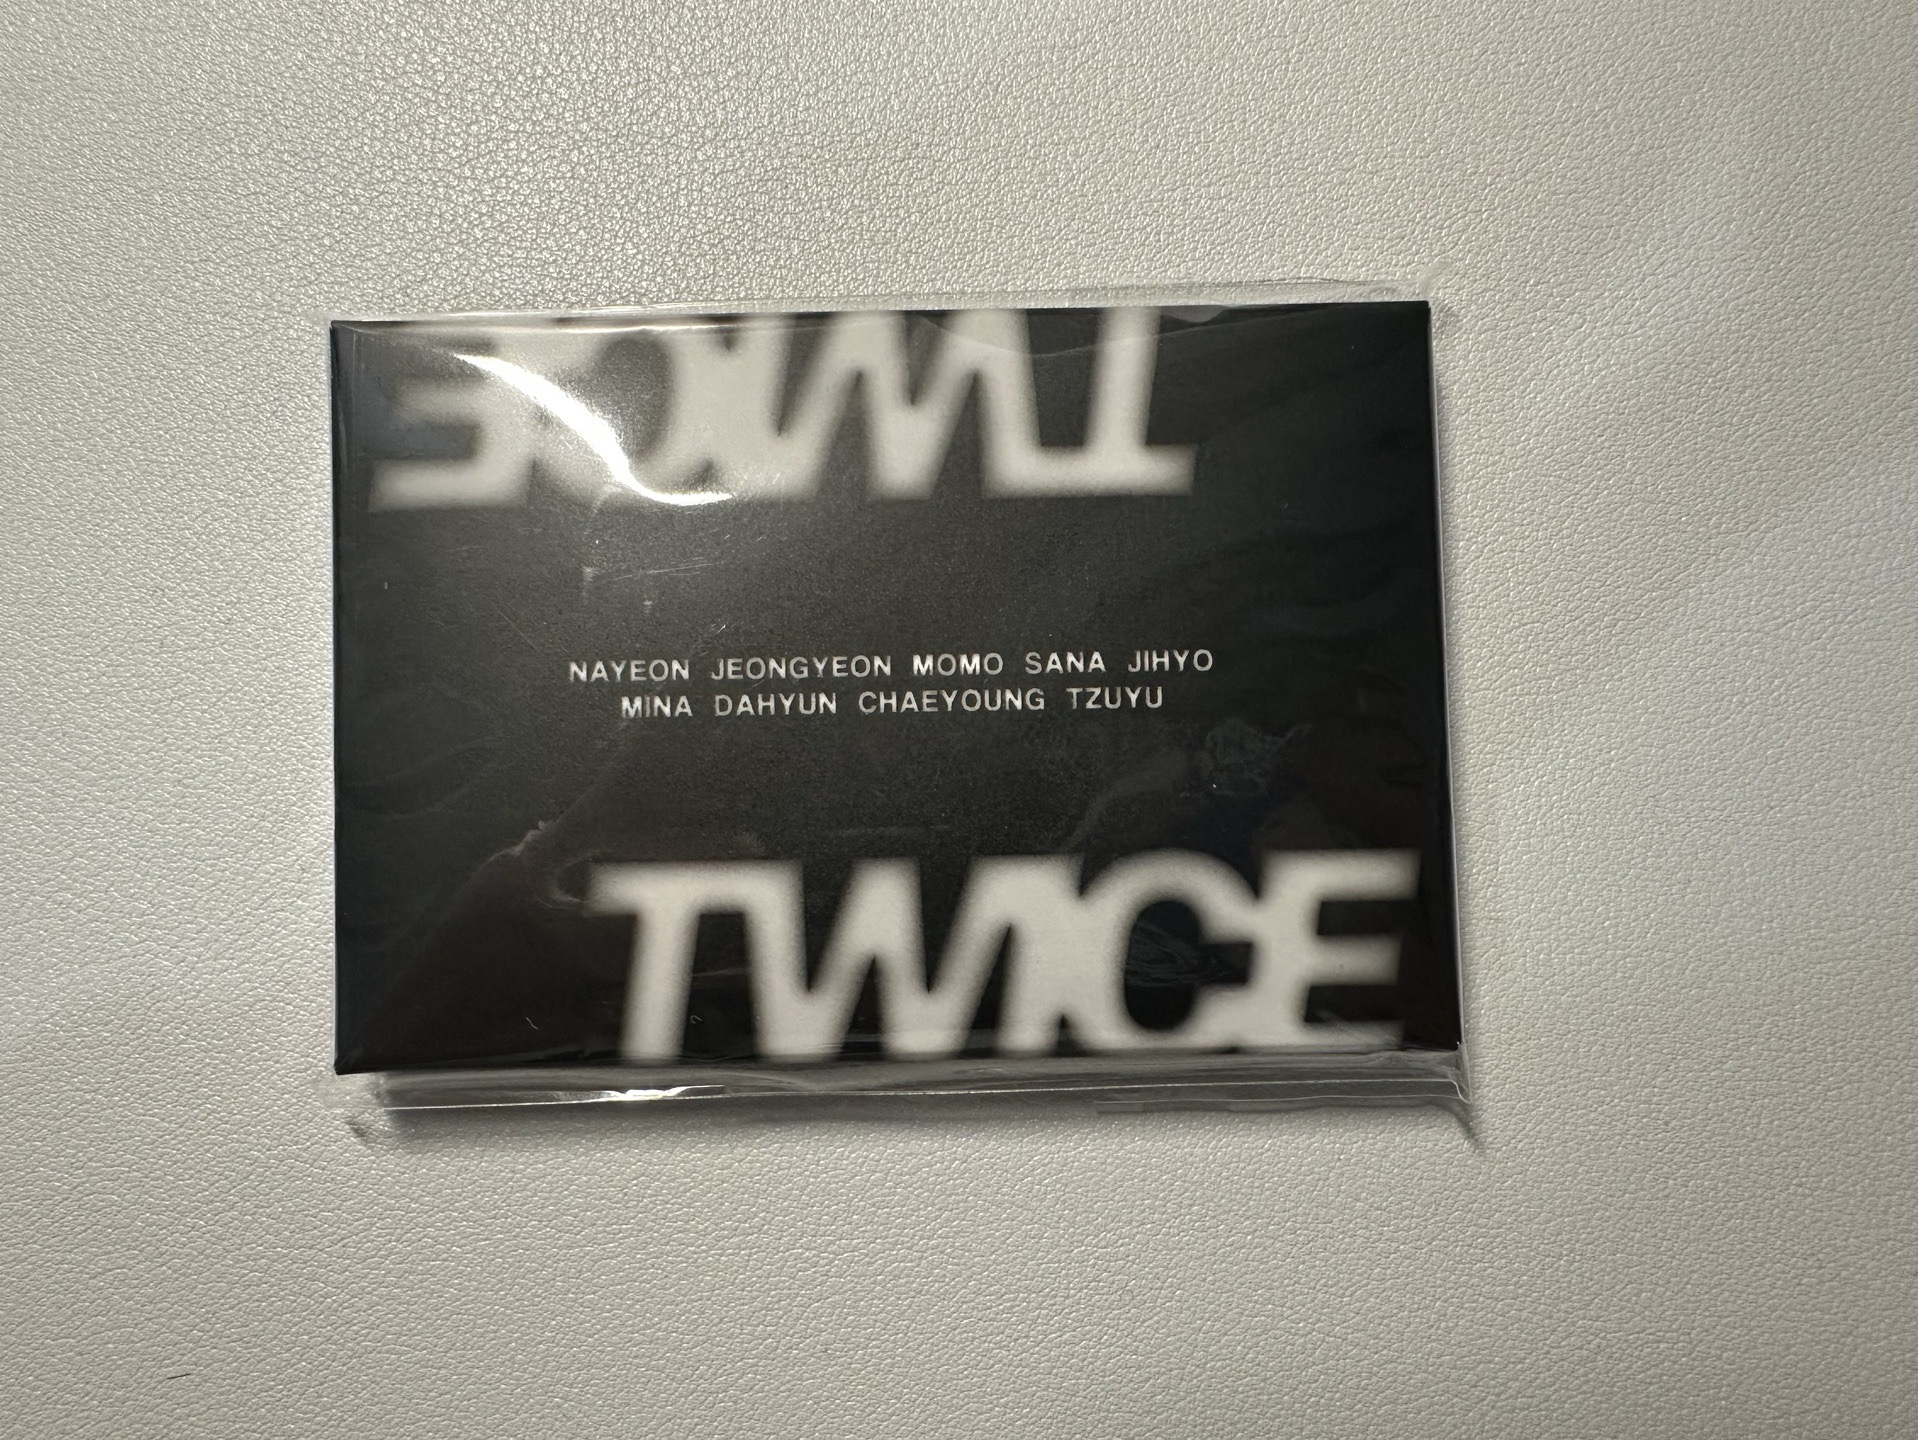 TWICE
NAYEON JEONGYEON MOMO SANA JIHYO
MINA DAHYUN CHAEYOUNG TZUYU
TWICE